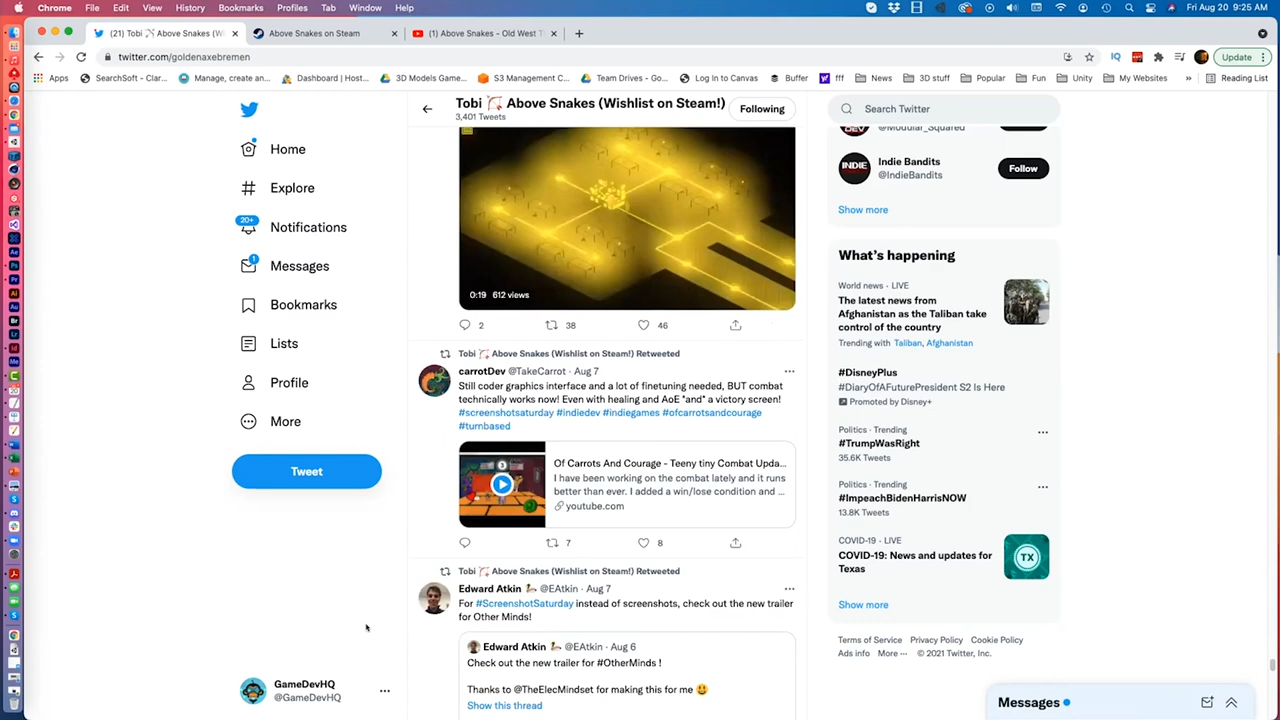 Chrome File Edit View History Bookmarks Profiles Tab Window Help
Fri Aug 20 9:25 AM
(21) Tobi Above Snakes (Wi
Above Snakes on Steam
(1) Above Snakes - Old West T
twitter.com/goldenaxebremen
Update
Apps SearchSoft - Clar... Manage, create an... Dashboard | Host... 3D Models Game... S3 Management C... Team Drives - Go... Log In to Canvas Buffer fff News 3D stuff Popular Fun Unity My Websites » Reading List
Home
Explore
20+
Notifications
1
Messages
Bookmarks
Lists
Profile
More
Tweet
GameDevHQ
@GameDevHQ
Tobi Above Snakes (Wishlist on Steam!)
3,401 Tweets
Following
0:19 612 views
2 38 46
Tobi Above Snakes (Wishlist on Steam!) Retweeted
carrotDev @TakeCarrot · Aug 7
Still coder graphics interface and a lot of finetuning needed, BUT combat
technically works now! Even with healing and AoE *and* a victory screen!
#screenshotsaturday #indiedev #indiegames #ofcarrotsandcourage
#turnbased
Of Carrots And Courage - Teeny tiny Combat Upda...
I have been working on the combat lately and it runs
better than ever. I added a win/lose condition and ...
youtube.com
7 8
Tobi Above Snakes (Wishlist on Steam!) Retweeted
Edward Atkin @EAtkin · Aug 7
For #ScreenshotSaturday instead of screenshots, check out the new trailer
for Other Minds!
Edward Atkin @EAtkin · Aug 6
Check out the new trailer for #OtherMinds !
Thanks to @TheElecMindset for making this for me
Show this thread
Search Twitter
@Modular_Squared
Indie Bandits
@IndieBandits
Follow
Show more
What's happening
World news · LIVE
The latest news from
Afghanistan as the Taliban take
control of the country
Trending with Taliban, Afghanistan
#DisneyPlus
#DiaryOfAFuturePresident S2 Is Here
Promoted by Disney+
Politics · Trending
#TrumpWasRight
35.6K Tweets
Politics · Trending
#ImpeachBidenHarrisNOW
13.8K Tweets
COVID-19 · LIVE
COVID-19: News and updates for
Texas
TX
Show more
Terms of Service Privacy Policy Cookie Policy
Ads info More ··· © 2021 Twitter, Inc.
Messages